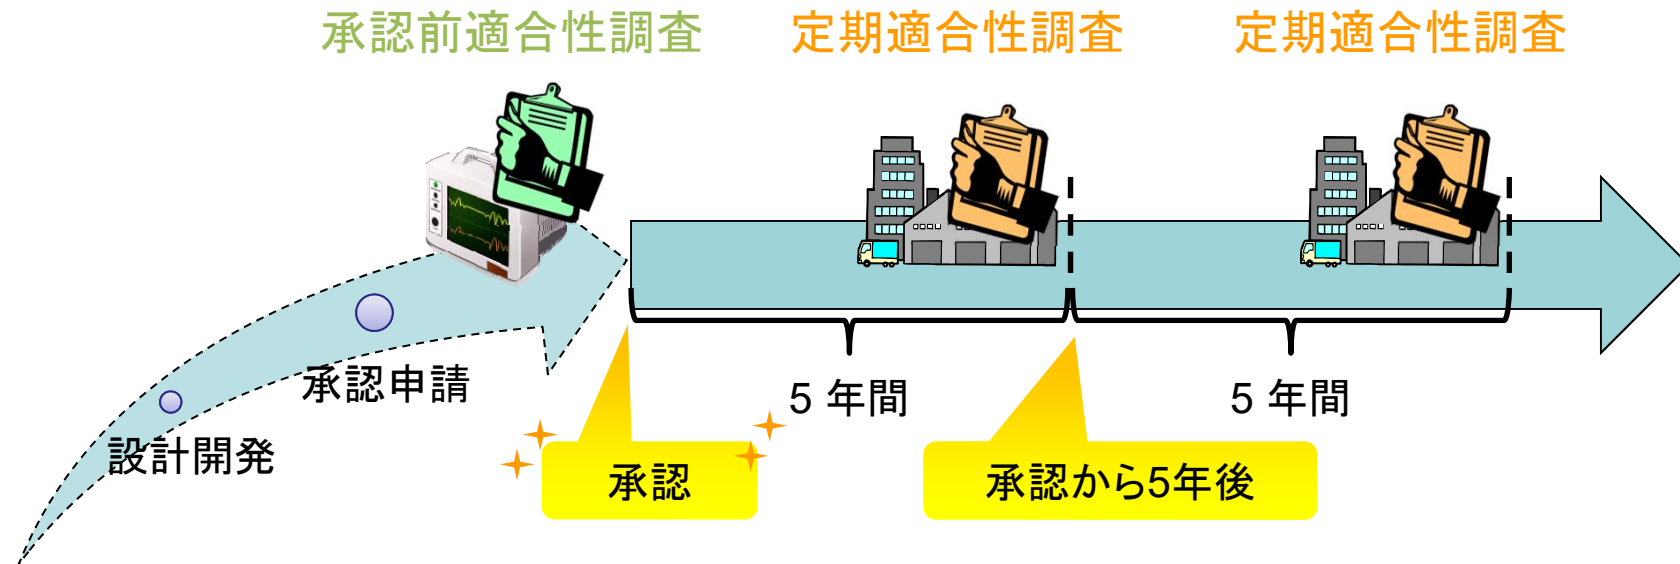 承認前適合性調査
定期適合性調査
定期適合性調査
承認申請
設計開発
5 年間
5 年間
承認
承認から5年後